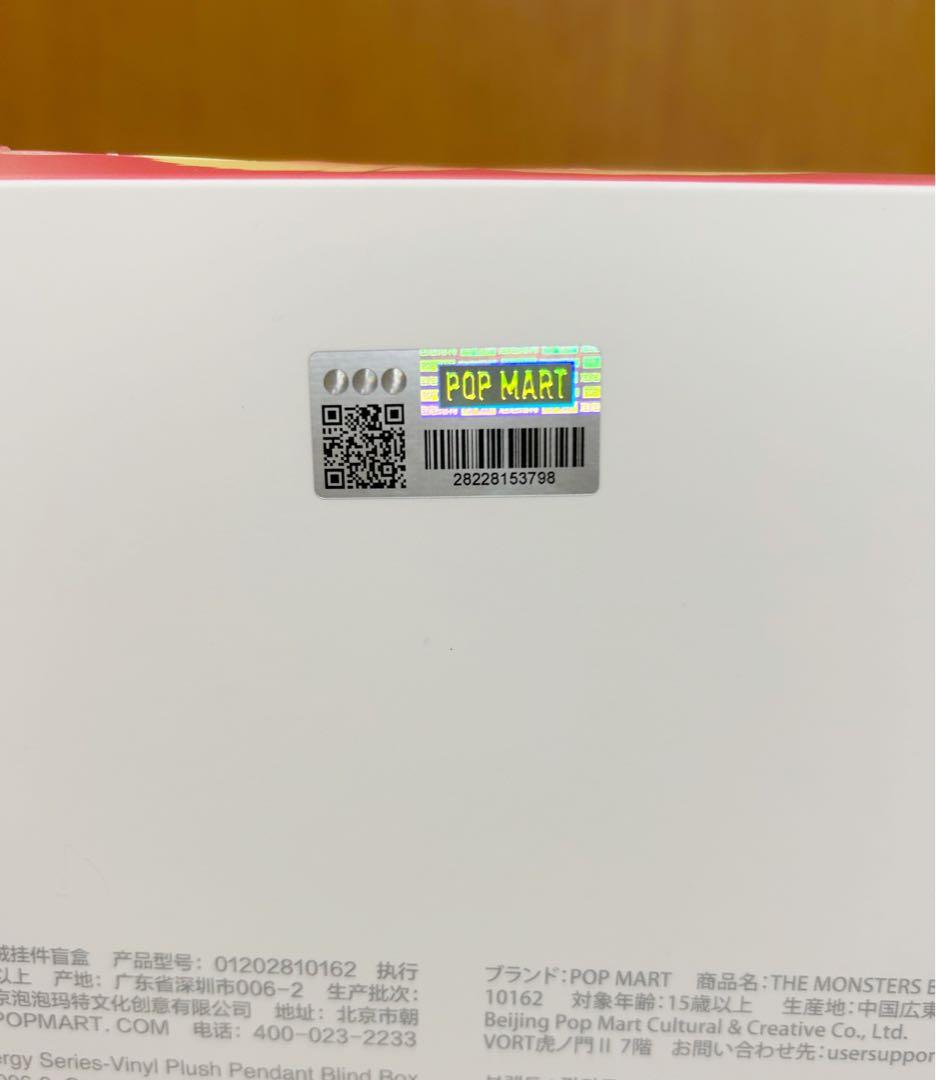 POP MART
28228153798
绒挂件盲盒 产品型号: 01202810162 执行
以上 产地: 广东省深圳市006-2 生产批次:
京泡泡玛特文化创意有限公司 地址: 北京市朝
POPMART. COM 电话: 400-023-2233
ergy Series-Vinyl Plush Pendant Blind Box
ブランド:POP MART 商品名:THE MONSTERS
10162 対象年齢:15歳以上 生産地:中国広東
Beijing Pop Mart Cultural & Creative Co., Ltd.
VORT虎ノ門Ⅱ 7階 お問い合わせ先:usersuppor